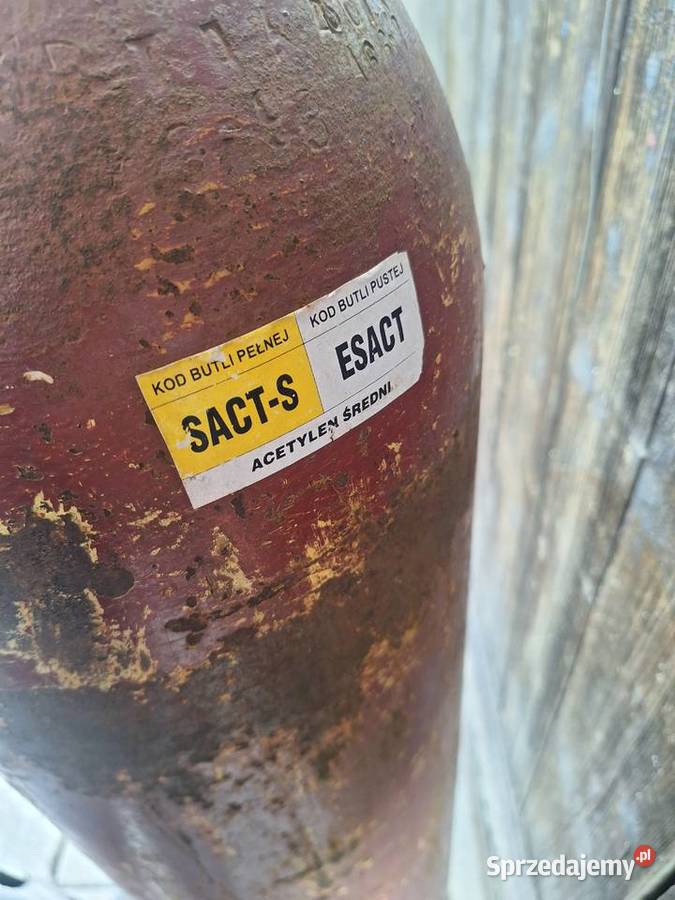 KOD BUTLI PEŁNEJ
KOD BUTLI PUSTEJ
SACT-S
ESACT
ACETYLEN ŚREDNI
Sprzedajemy.pl